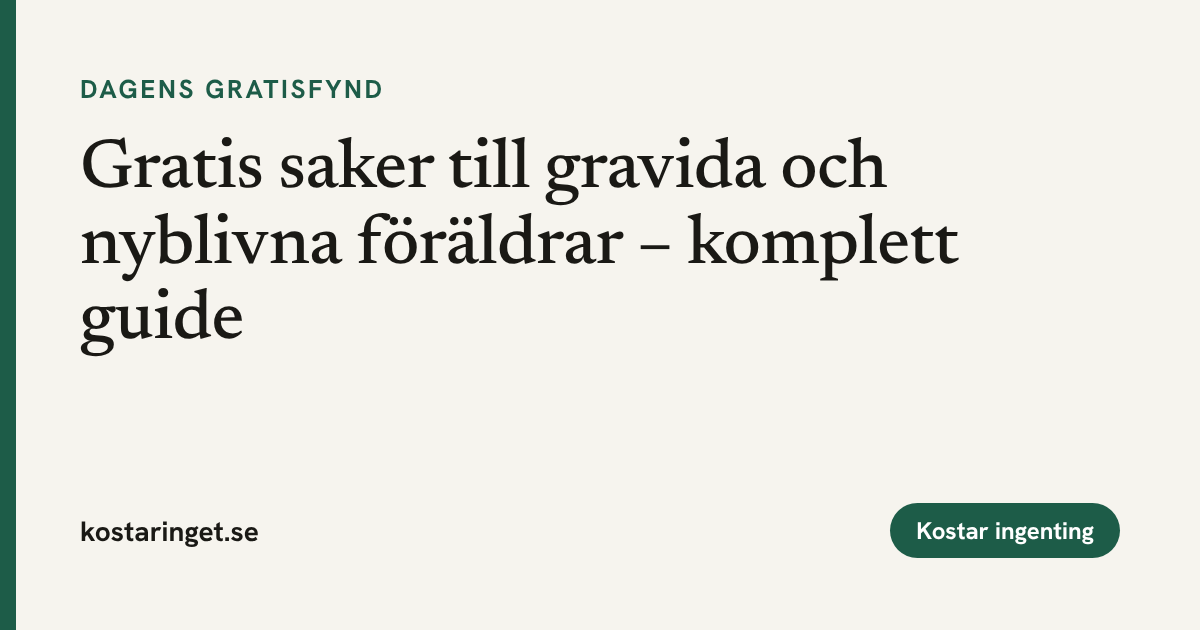 DAGENS GRATISFYND
Gratis saker till gravida och
nyblivna föräldrar – komplett
guide
kostaringet.se
Kostar ingenting